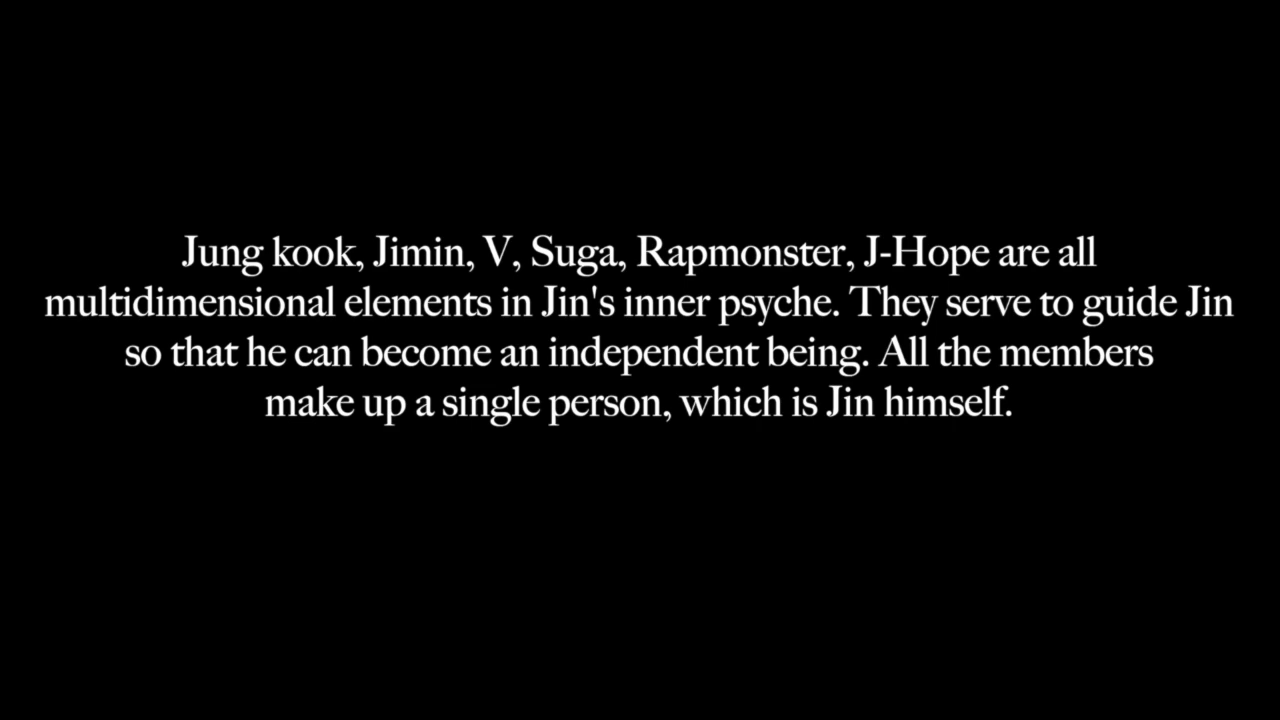 Jung kook, Jimin, V, Suga, Rapmonster, J-Hope are all
multidimensional elements in Jin's inner psyche. They serve to guide Jin
so that he can become an independent being. All the members
make up a single person, which is Jin himself.